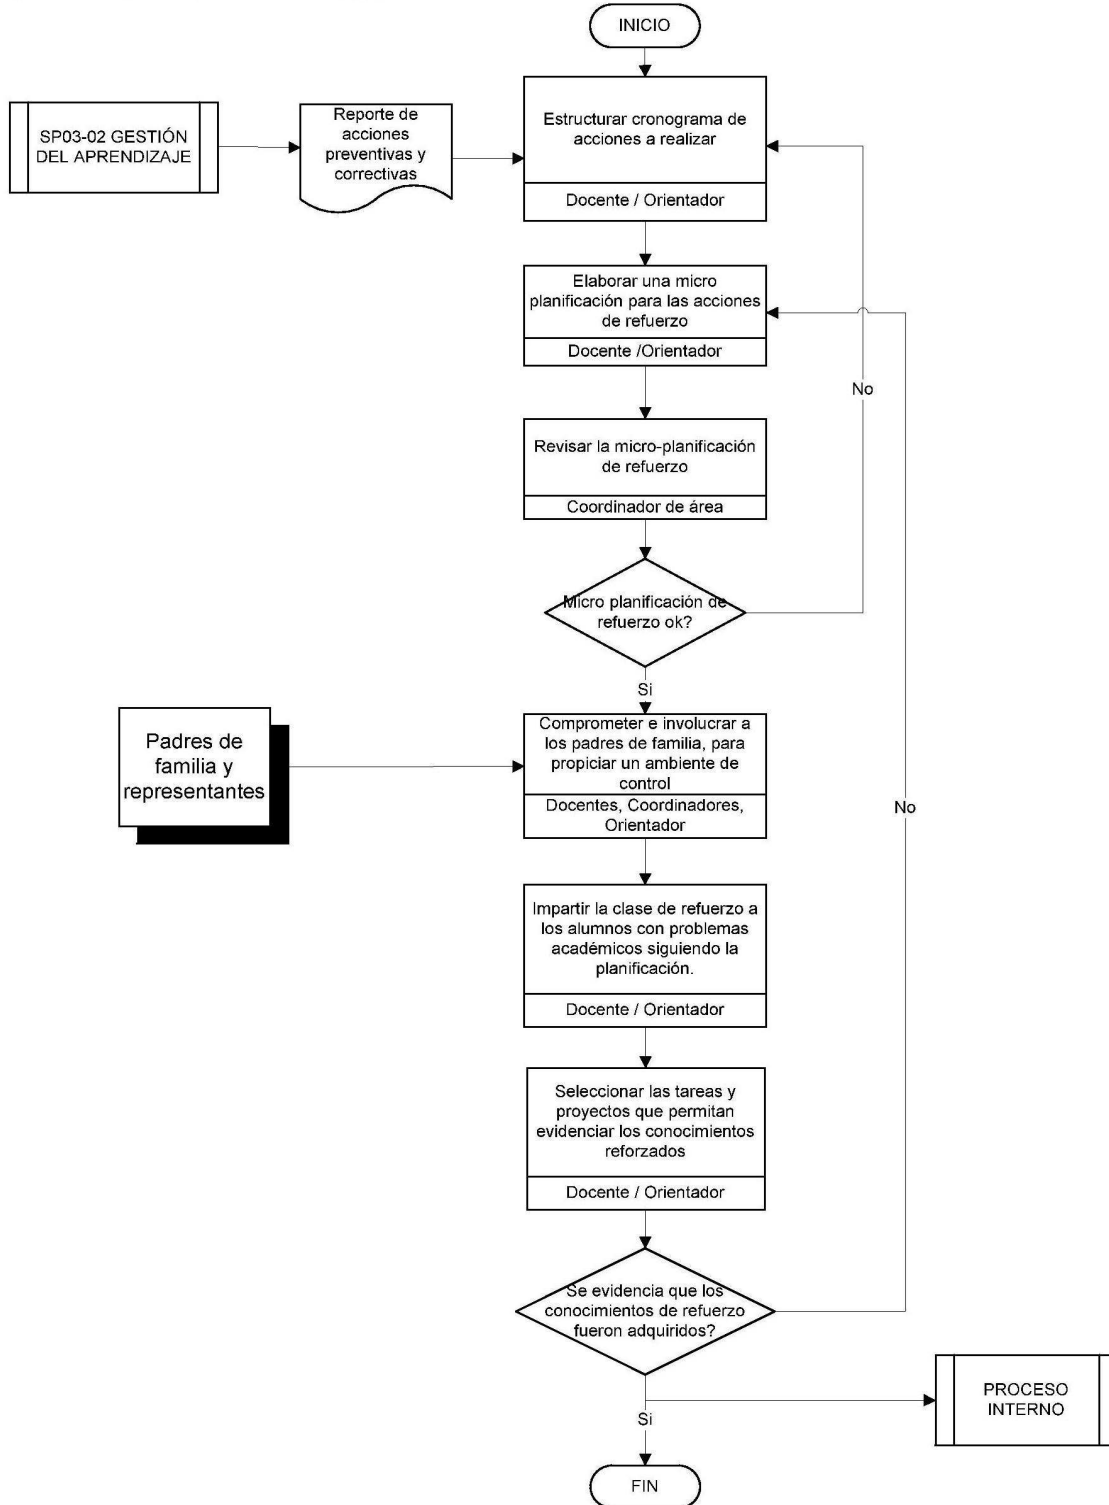 INICIO
SP03-02 GESTIÓN
DEL APRENDIZAJE
Reporte de
acciones
preventivas y
correctivas
Estructurar cronograma de
acciones a realizar
Docente / Orientador
Elaborar una micro
planificación para las acciones
de refuerzo
Docente /Orientador
No
Revisar la micro-planificación
de refuerzo
Coordinador de área
Micro planificación de
refuerzo ok?
Si
Padres de
familia y
representantes
Comprometer e involucrar a
los padres de familia, para
propiciar un ambiente de
control
Docentes, Coordinadores,
Orientador
No
Impartir la clase de refuerzo a
los alumnos con problemas
académicos siguiendo la
planificación.
Docente / Orientador
Seleccionar las tareas y
proyectos que permitan
evidenciar los conocimientos
reforzados
Docente / Orientador
Se evidencia que los
conocimientos de refuerzo
fueron adquiridos?
PROCESO
INTERNO
Si
FIN